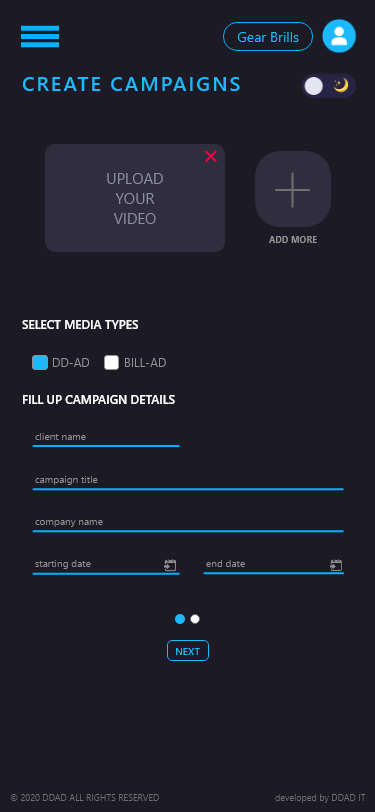 Gear Brills
CREATE CAMPAIGNS
UPLOAD
YOUR
VIDEO
ADD MORE
SELECT MEDIA TYPES
DD-AD BILL-AD
FILL UP CAMPAIGN DETAILS
client name
campaign title
company name
starting date end date
NEXT
© 2020 DDAD ALL RIGHTS RESERVED developed by DDAD IT